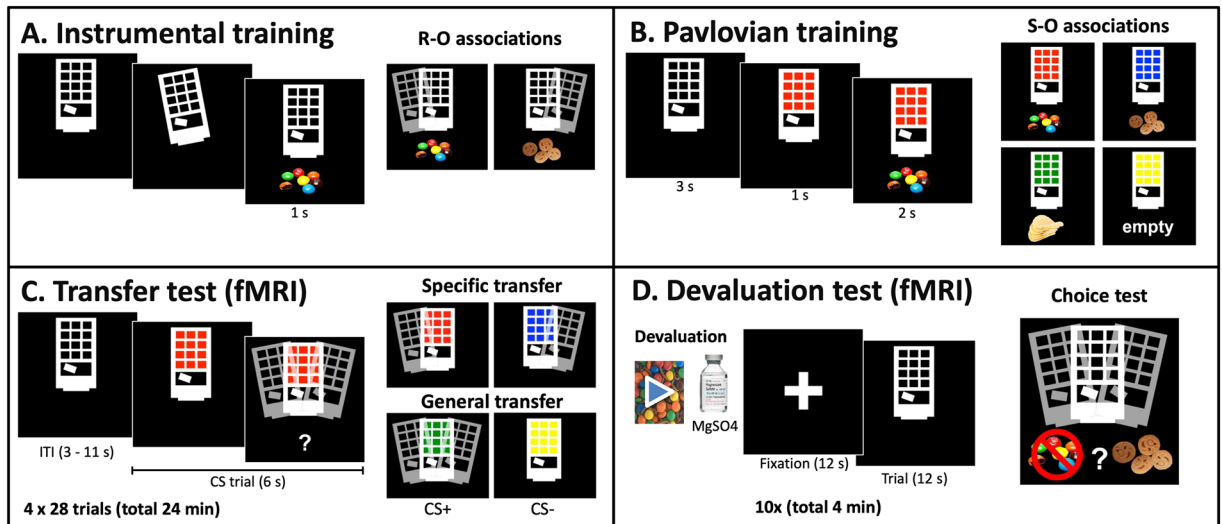 A. Instrumental training
R-O associations
1 s
B. Pavlovian training
S-O associations
3 s
1 s
2 s
empty
C. Transfer test (fMRI)
Specific transfer
General transfer
?
ITI (3 - 11 s)
CS trial (6 s)
4 x 28 trials (total 24 min)
CS+
CS-
D. Devaluation test (fMRI)
Choice test
Devaluation
MgSO4
Fixation (12 s)
Trial (12 s)
?
10x (total 4 min)